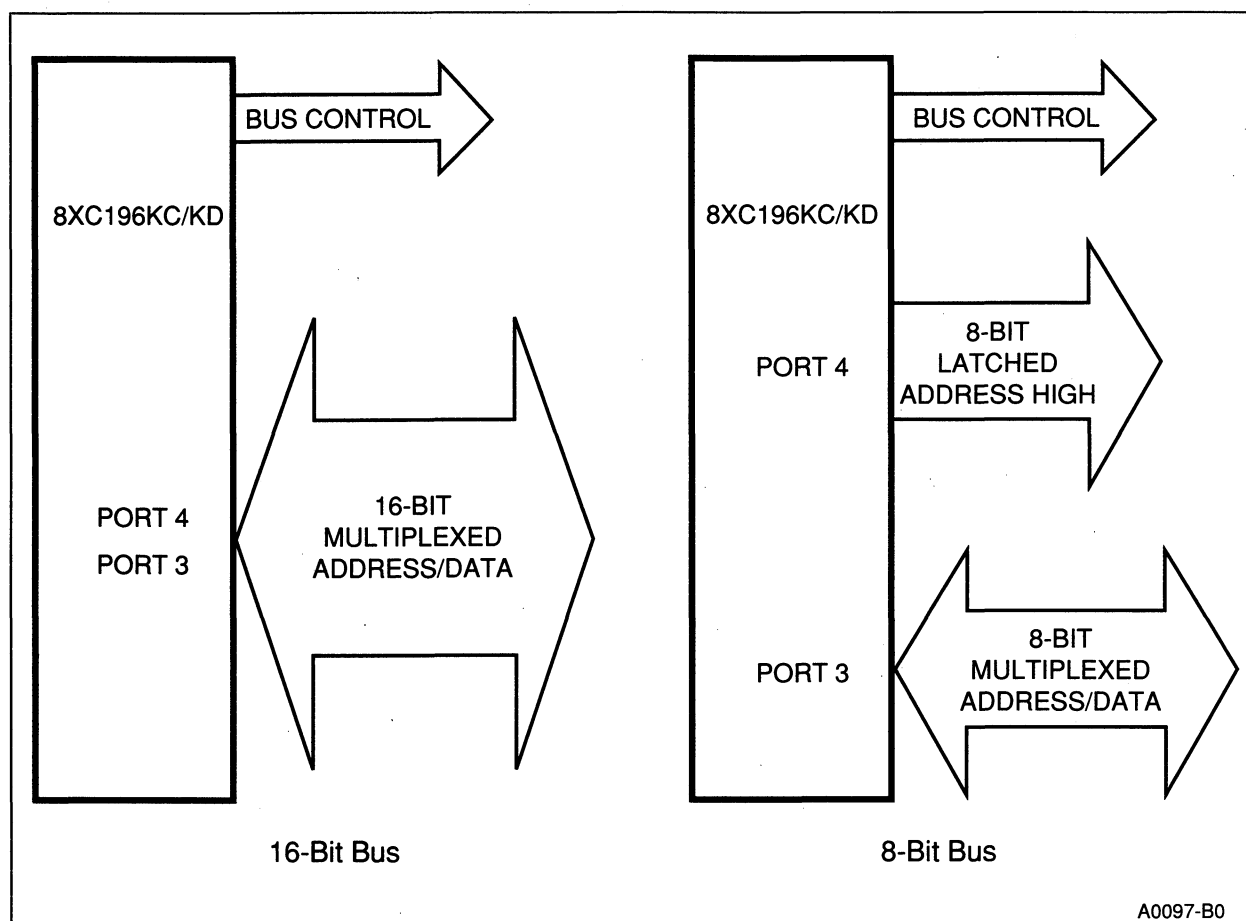 BUS CONTROL
8XC196KC/KD
PORT 4
PORT 3
16-BIT
MULTIPLEXED
ADDRESS/DATA
16-Bit Bus
BUS CONTROL
8XC196KC/KD
PORT 4
8-BIT
LATCHED
ADDRESS HIGH
PORT 3
8-BIT
MULTIPLEXED
ADDRESS/DATA
8-Bit Bus
A0097-B0